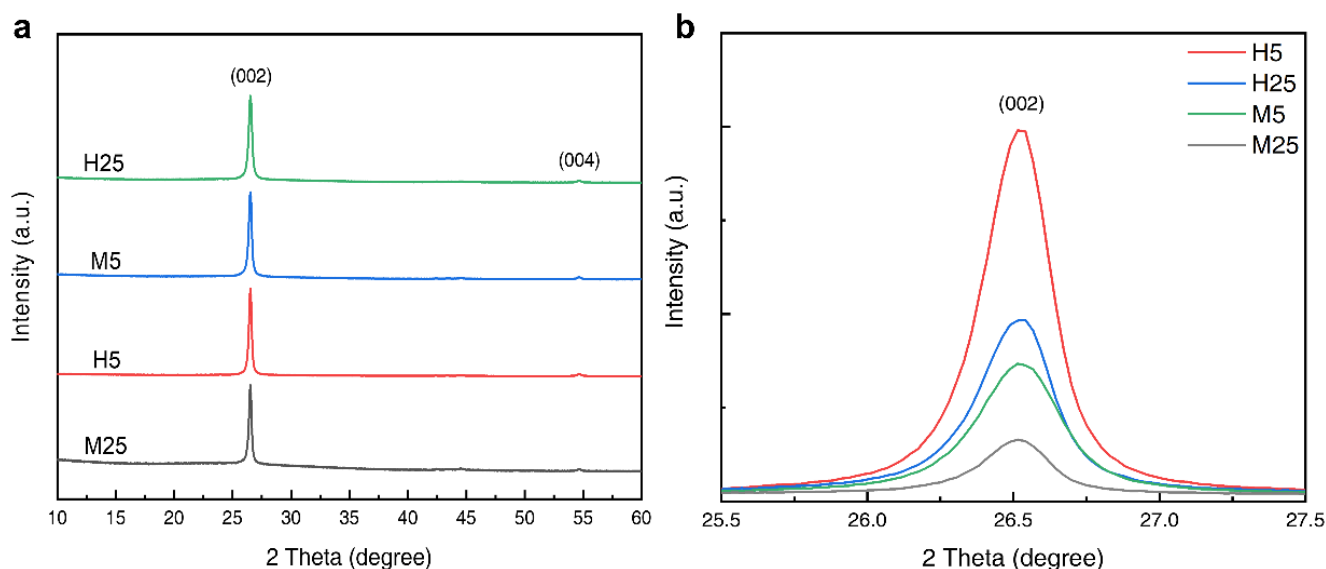 a
(002)
H25
(004)
M5
H5
M25
Intensity (a.u.)
10 15 20 25 30 35 40 45 50 55 60
2 Theta (degree)
b
H5
H25
M5
M25
(002)
Intensity (a.u.)
25.5 26.0 26.5 27.0 27.5
2 Theta (degree)